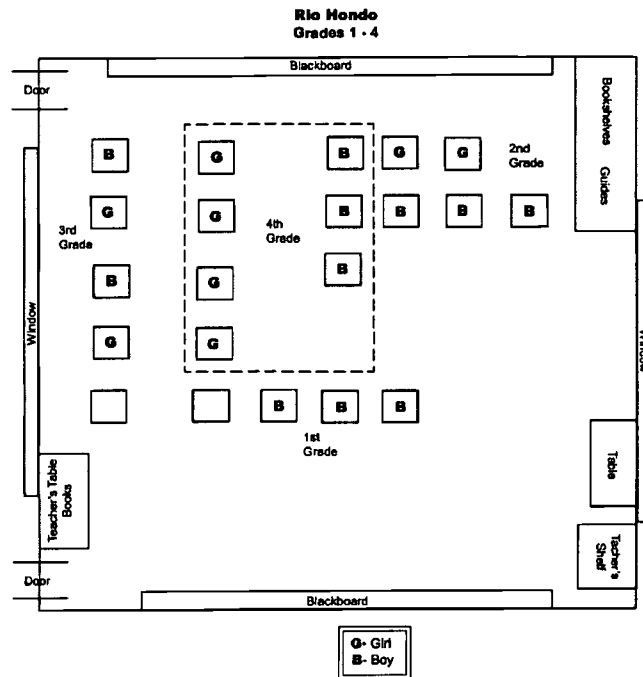 Rio Hondo
Grades 1 - 4
Blackboard
Door
Bookshelves Guides
B
G
B
G
G
2nd
Grade
G
G
B
B
B
B
3rd
Grade
4th
Grade
B
G
B
Window
Window
G
G
B
B
B
1st
Grade
Teacher's Table
Books
Table
Tacher's
Shelf
Door
Blackboard
G- Girl
B- Boy